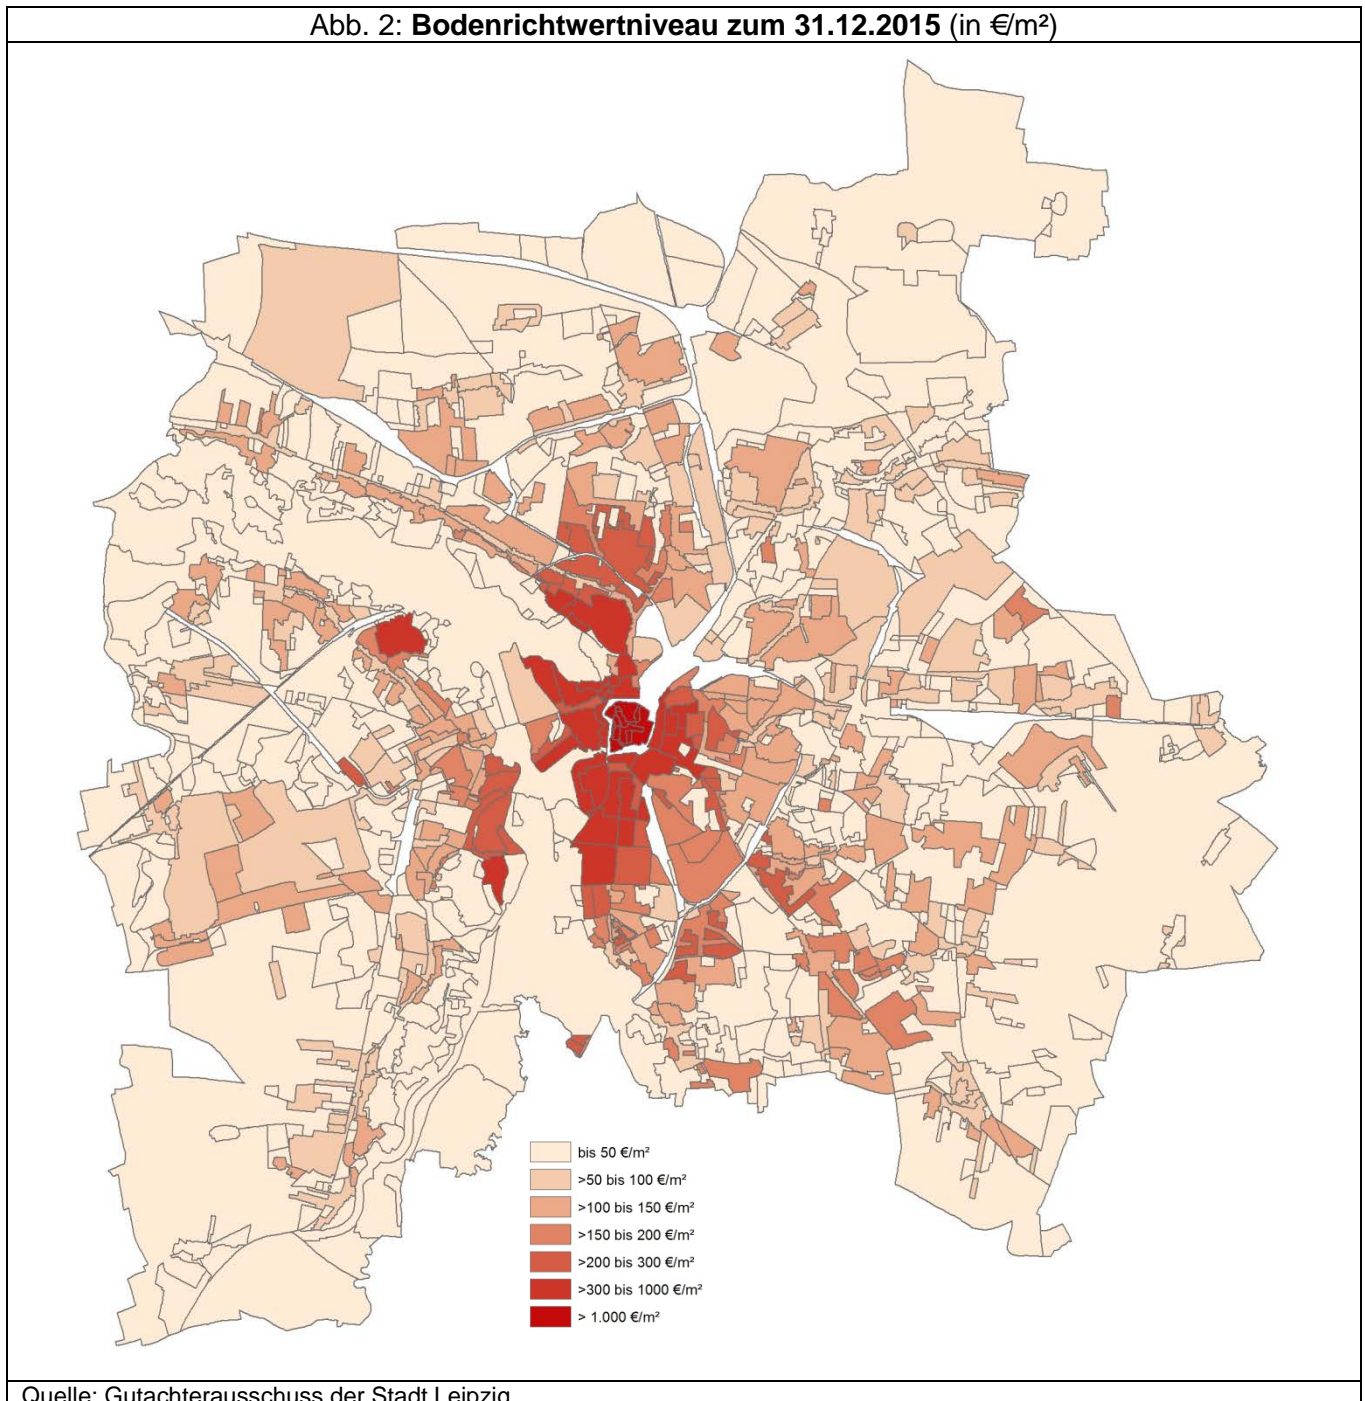 Abb. 2: Bodenrichtwertniveau zum 31.12.2015 (in €/m²)
bis 50 €/m²
>50 bis 100 €/m²
>100 bis 150 €/m²
>150 bis 200 €/m²
>200 bis 300 €/m²
>300 bis 1000 €/m²
> 1.000 €/m²
Quelle: Gutachterausschuss der Stadt Leipzig